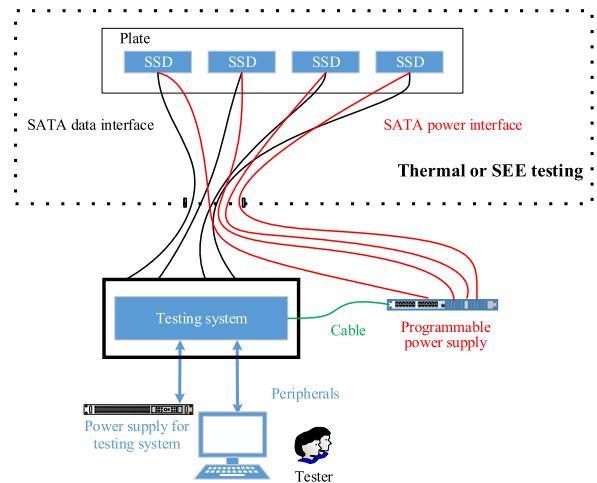 Plate
SSD SSD SSD SSD
SATA data interface
SATA power interface
Thermal or SEE testing
Testing system
Cable
Programmable
power supply
Peripherals
Power supply for
testing system
Tester